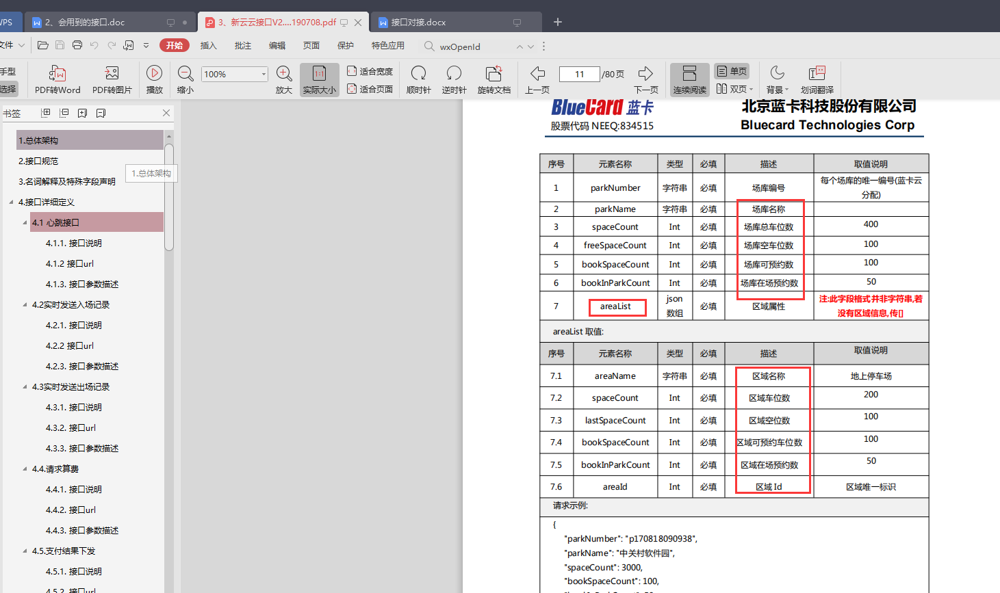 WPS
2、会用到的接口.doc
3、新云云接口V2....190708.pdf
接口对接.docx
文件
开始
插入
批注
编辑
页面
保护
特色应用
wxOpenId
手型
选择
PDF转Word
PDF转图片
播放
缩小
100%
放大
1:1
实际大小
适合宽度
适合页面
顺时针
逆时针
旋转文档
上一页
11
/80页
下一页
连续阅读
单页
双页
背景
划词翻译
书签
1.总体架构
2.接口规范
1.总体架构
3.名词解释及特殊字段声明
4.接口详细定义
4.1 心跳接口
4.1.1. 接口说明
4.1.2 接口url
4.1.3. 接口参数描述
4.2实时发送入场记录
4.2.1. 接口说明
4.2.2 接口url
4.2.3. 接口参数描述
4.3实时发送出场记录
4.3.1. 接口说明
4.3.2. 接口url
4.3.3. 接口参数描述
4.4.请求算费
4.4.1. 接口说明
4.4.2. 接口url
4.4.3. 接口参数描述
4.5.支付结果下发
4.5.1. 接口说明
4.5.2. 接口url
BlueCard 蓝卡
股票代码 NEEQ:834515
北京蓝卡科技股份有限公司
Bluecard Technologies Corp
序号 元素名称 类型 必填 描述 取值说明
1 parkNumber 字符串 必填 场库编号 每个场库的唯一编号(蓝卡云
分配)
2 parkName 字符串 必填 场库名称
3 spaceCount Int 必填 场库总车位数 400
4 freeSpaceCount Int 必填 场库空车位数 100
5 bookSpaceCount Int 必填 场库可预约数 100
6 bookInParkCount Int 必填 场库在场预约数 50
7 areaList json
数组 必填 区域属性 注:此字段格式并非字符串,若
没有区域信息,传[]
areaList 取值:
序号 元素名称 类型 必填 描述 取值说明
7.1 areaName 字符串 必填 区域名称 地上停车场
7.2 spaceCount Int 必填 区域车位数 200
7.3 lastSpaceCount Int 必填 区域空位数 100
7.4 bookSpaceCount Int 必填 区域可预约车位数 100
7.5 bookInParkCount Int 必填 区域在场预约数 50
7.6 areaId Int 必填 区域 Id 区域唯一标识
请求示例:
{
"parkNumber": "p170818090938",
"parkName": "中关村软件园",
"spaceCount": 3000,
"bookSpaceCount": 100,